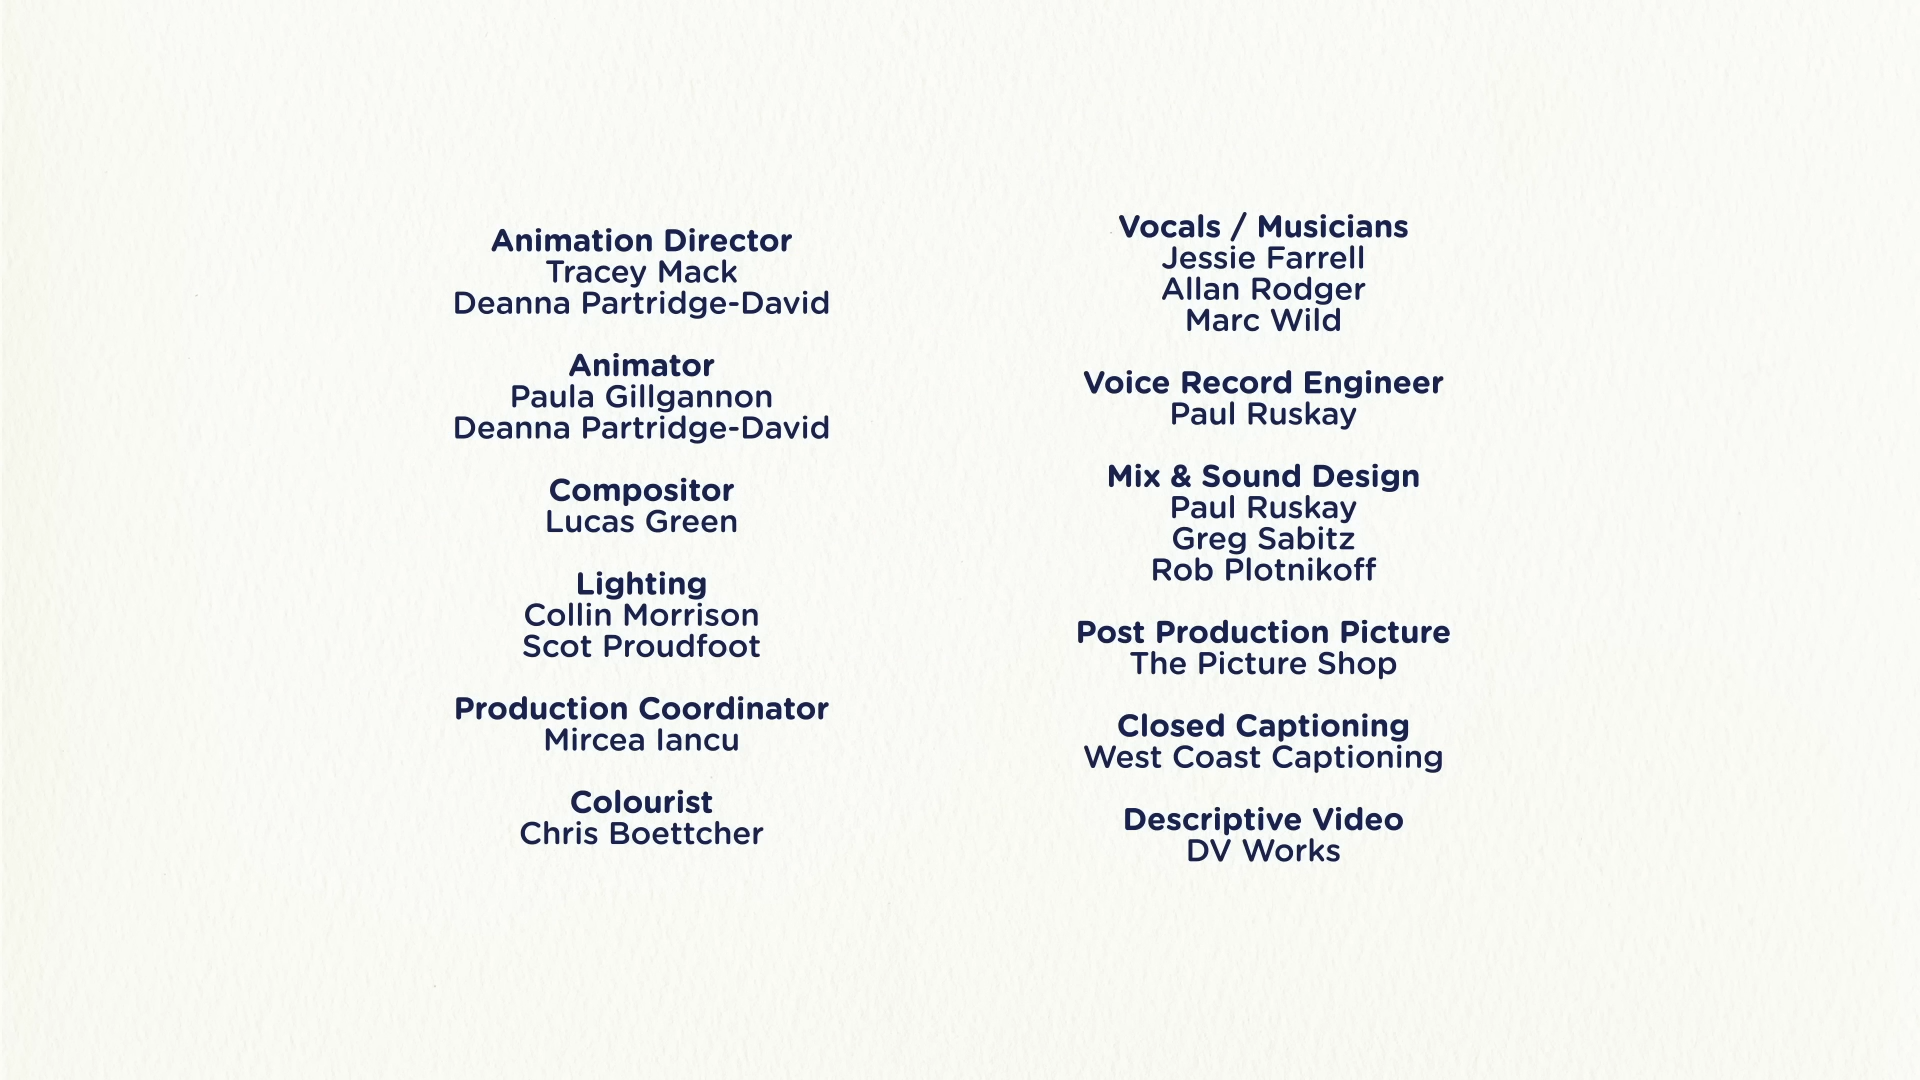 Animation Director
Tracey Mack
Deanna Partridge-David
Animator
Paula Gillgannon
Deanna Partridge-David
Compositor
Lucas Green
Lighting
Collin Morrison
Scot Proudfoot
Production Coordinator
Mircea Iancu
Colourist
Chris Boettcher
Vocals / Musicians
Jessie Farrell
Allan Rodger
Marc Wild
Voice Record Engineer
Paul Ruskay
Mix & Sound Design
Paul Ruskay
Greg Sabitz
Rob Plotnikoff
Post Production Picture
The Picture Shop
Closed Captioning
West Coast Captioning
Descriptive Video
DV Works